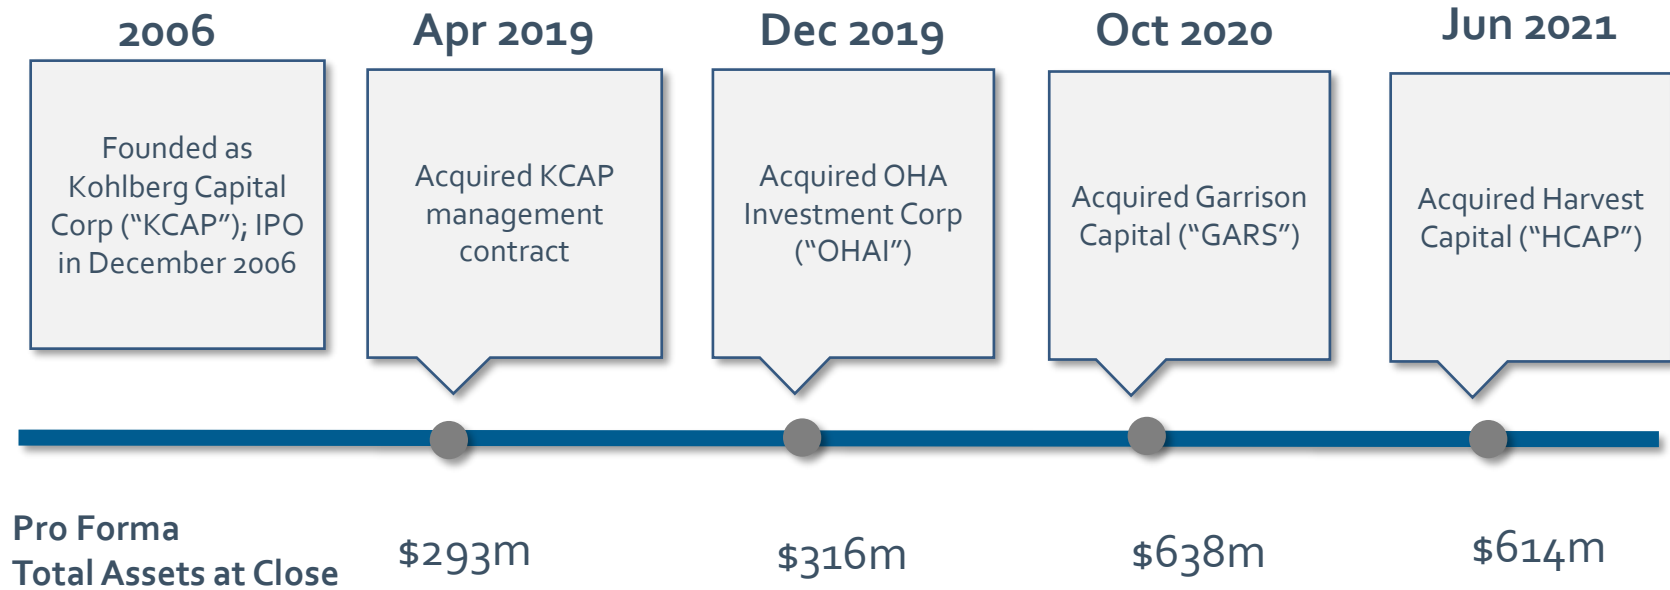 2006
Founded as
Kohlberg Capital
Corp (“KCAP”); IPO
in December 2006
Apr 2019
Acquired KCAP
management
contract
Dec 2019
Acquired OHA
Investment Corp
(“OHAI”)
Oct 2020
Acquired Garrison
Capital (“GARS”)
Jun 2021
Acquired Harvest
Capital (“HCAP”)
Pro Forma
Total Assets at Close
$293m
$316m
$638m
$614m